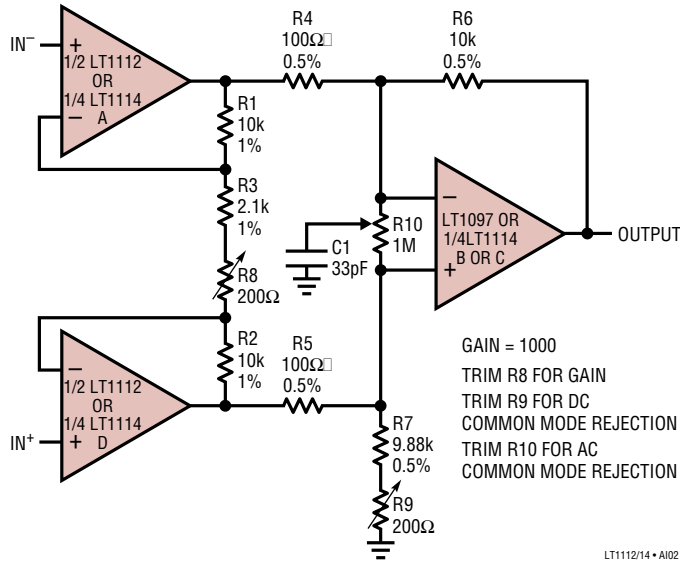 IN⁻
+
1/2 LT1112
OR
1/4 LT1114
−
A
R4
100Ω□
0.5%
R6
10k
0.5%
R1
10k
1%
R3
2.1k
1%
R8
200Ω
C1
33pF
R10
1M
−
LT1097 OR
1/4LT1114
B OR C
+
OUTPUT
−
1/2 LT1112
OR
1/4 LT1114
+
D
IN⁺
R2
10k
1%
R5
100Ω□
0.5%
R7
9.88k
0.5%
R9
200Ω
GAIN = 1000
TRIM R8 FOR GAIN
TRIM R9 FOR DC
COMMON MODE REJECTION
TRIM R10 FOR AC
COMMON MODE REJECTION
LT1112/14 • AI02